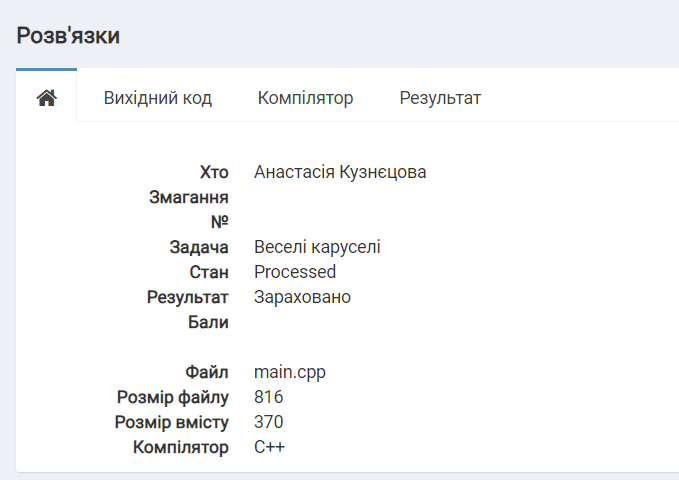 Розв'язки
Вихідний код Компілятор Результат
Хто Анастасія Кузнєцова
Змагання
№
Задача Веселі каруселі
Стан Processed
Результат Зараховано
Бали
Файл main.cpp
Розмір файлу 816
Розмір вмісту 370
Компілятор C++